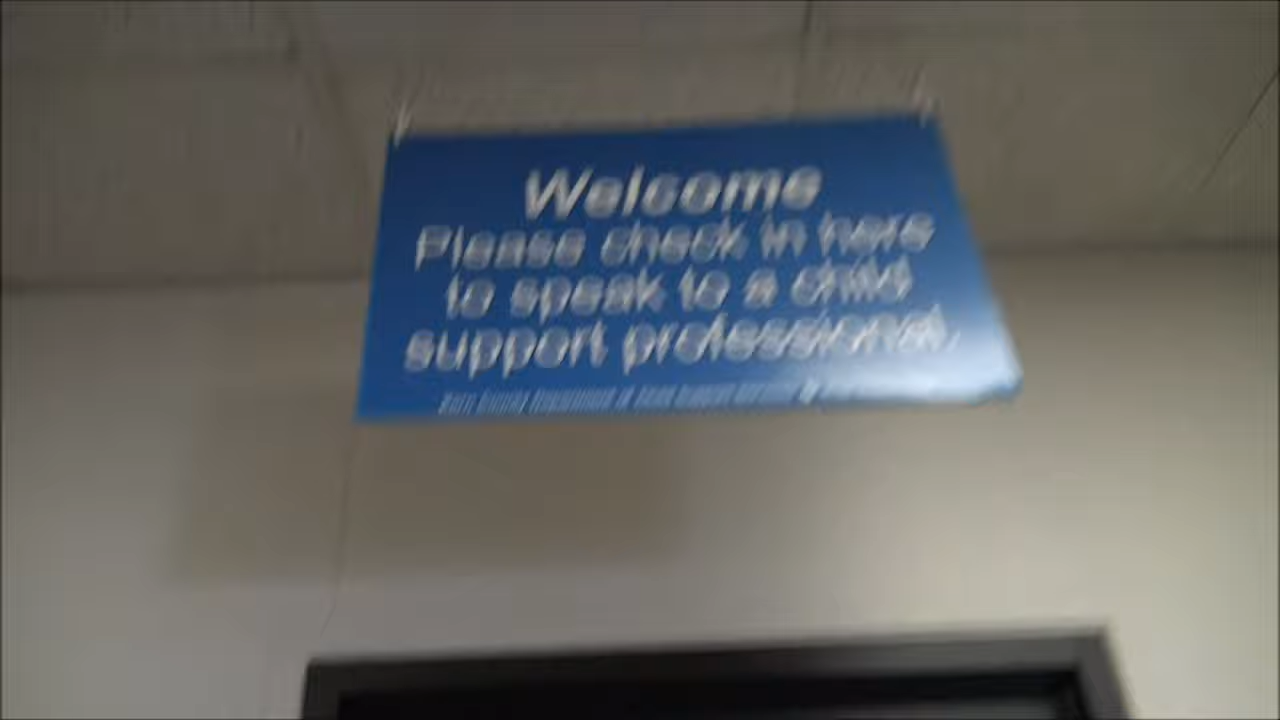 Welcome
Please check in here
to speak to a child
support professional.